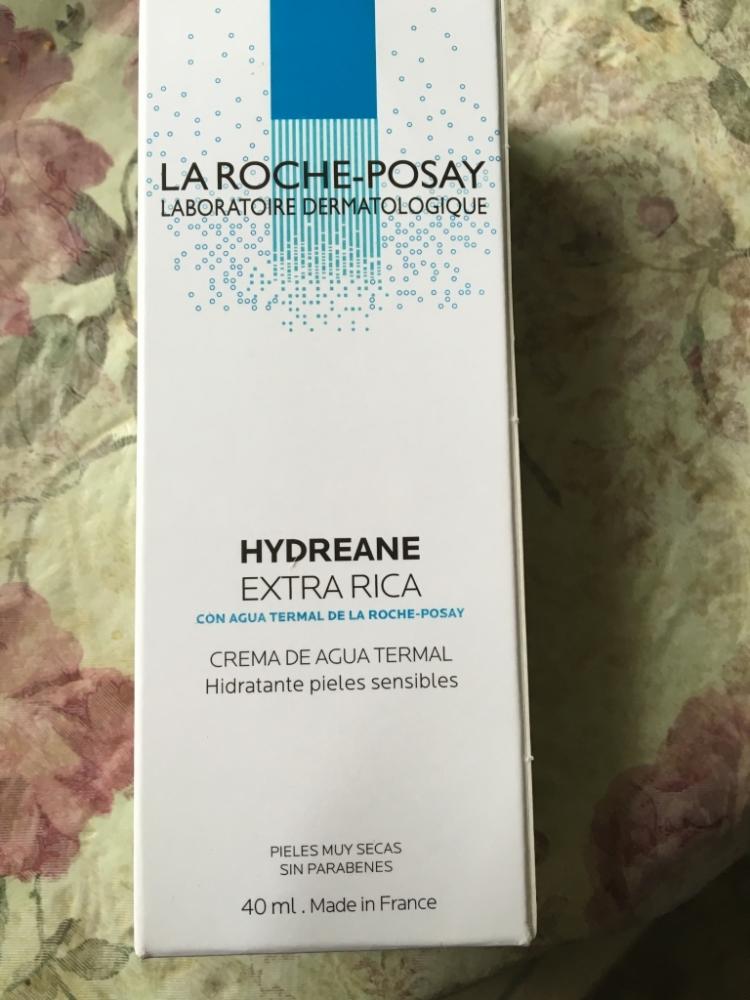 LA ROCHE-POSAY
LABORATOIRE DERMATOLOGIQUE
HYDREANE
EXTRA RICA
CON AGUA TERMAL DE LA ROCHE-POSAY
CREMA DE AGUA TERMAL
Hidratante pieles sensibles
PIELES MUY SECAS
SIN PARABENES
40 ml . Made in France